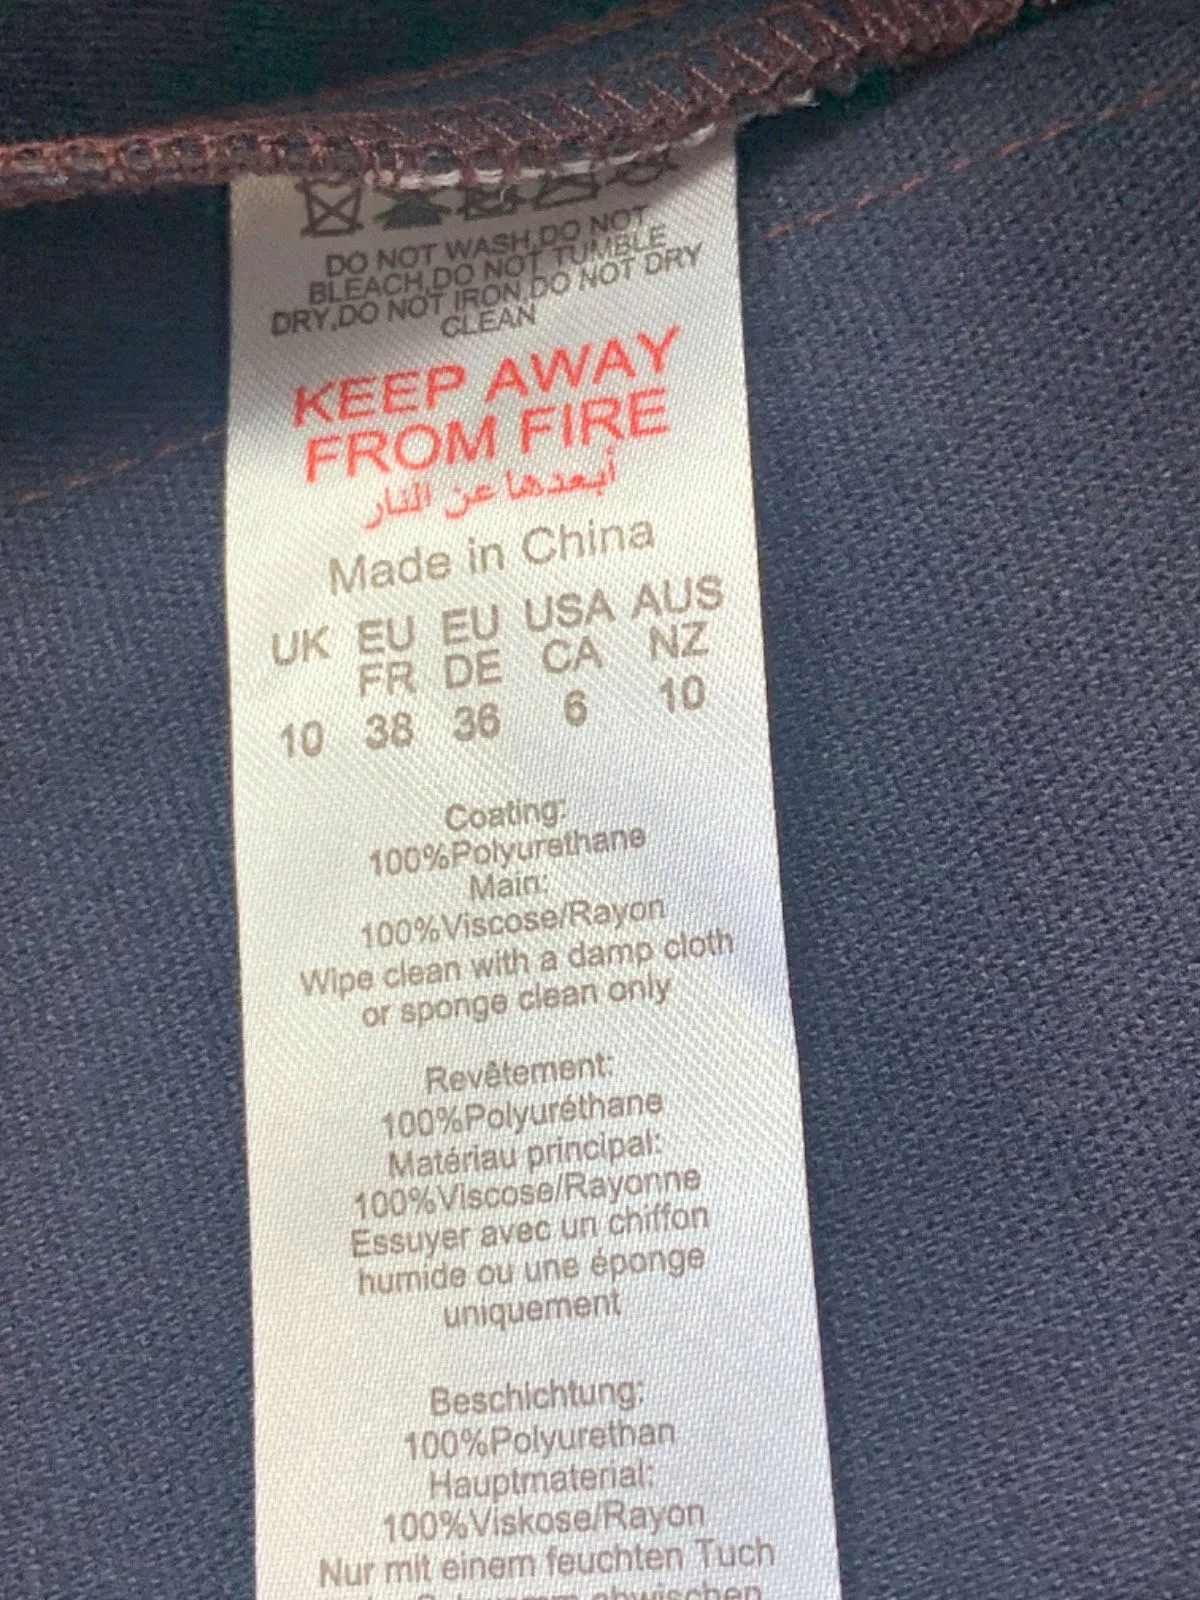 DO NOT WASH,DO NOT
BLEACH,DO NOT TUMBLE
DRY,DO NOT IRON,DO NOT DRY
CLEAN
KEEP AWAY
FROM FIRE
أبعدها عن النار
Made in China
UK EU EU USA AUS
FR DE CA NZ
10 38 36 6 10
Coating:
100%Polyurethane
Main:
100%Viscose/Rayon
Wipe clean with a damp cloth
or sponge clean only
Revêtement:
100%Polyuréthane
Matériau principal:
100%Viscose/Rayonne
Essuyer avec un chiffon
humide ou une éponge
uniquement
Beschichtung:
100%Polyurethan
Hauptmaterial:
100%Viskose/Rayon
Nur mit einem feuchten Tuch
abwischen